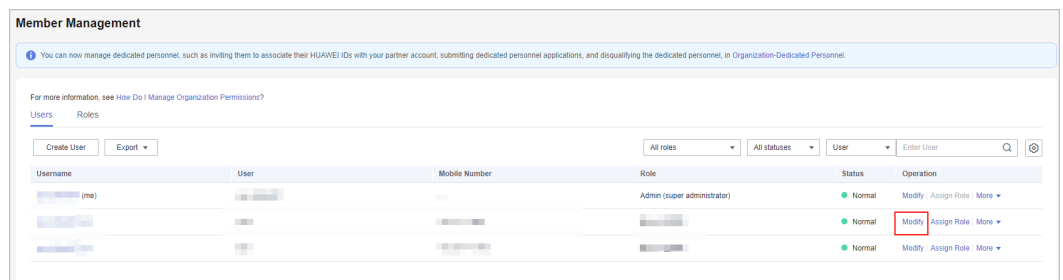 Member Management
You can now manage dedicated personnel, such as inviting them to associate their HUAWEI IDs with your partner account, submitting dedicated personnel applications, and disqualifying the dedicated personnel, in Organization-Dedicated Personnel.
For more information, see How Do I Manage Organization Permissions?
Users Roles
Create User Export All roles All statuses User Enter User
Username User Mobile Number Role Status Operation
(me) Admin (super administrator) Normal Modify Assign Role More
Normal Modify Assign Role More
Normal Modify Assign Role More